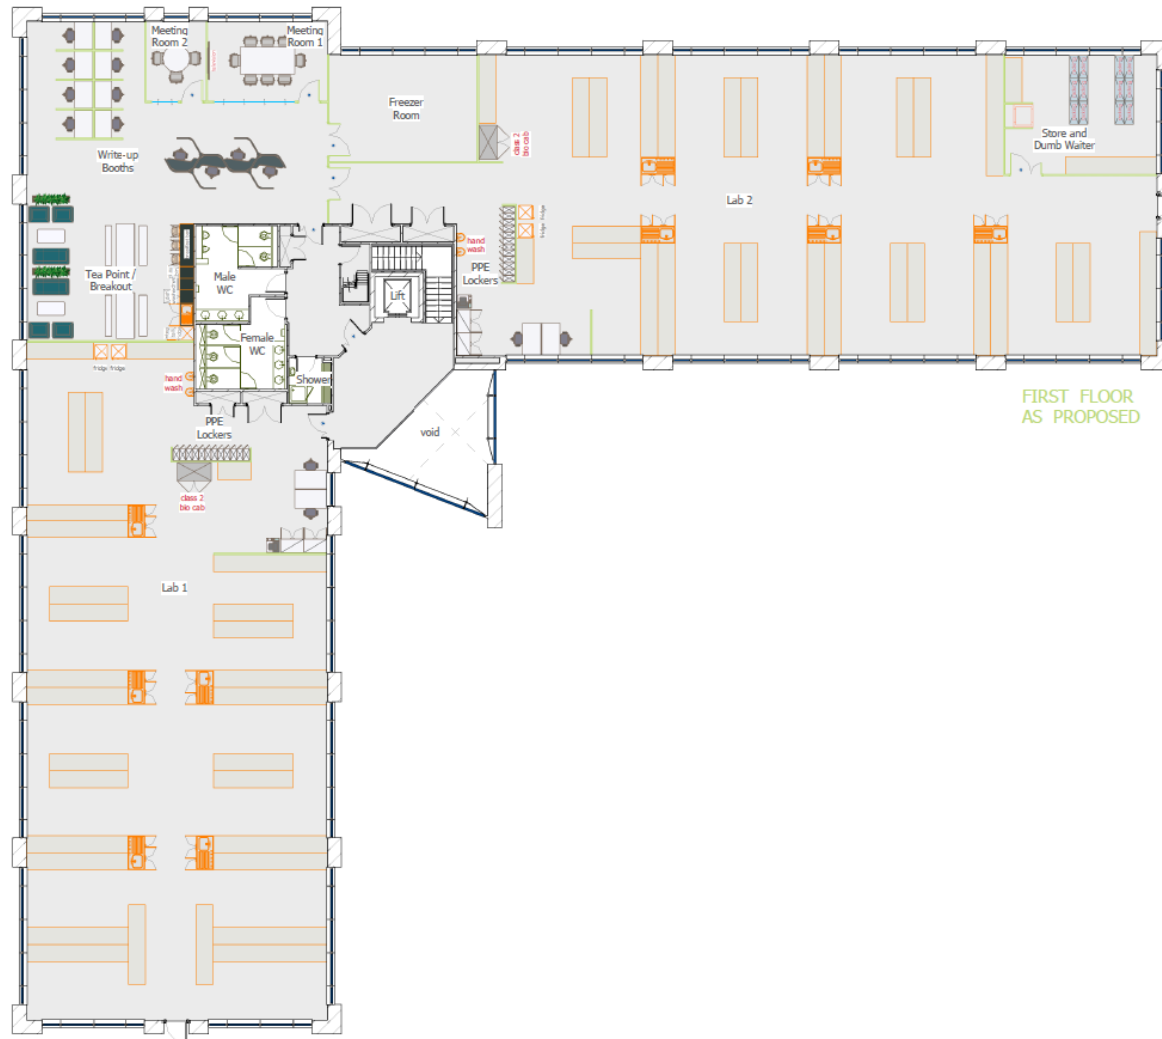 Meeting
Room 2
Meeting
Room 1
Freezer
Room
class 2
bio cab
Store and
Dumb Waiter
Write-up
Booths
Lab 2
fridge
fridge
hand
wash
PPE
Lockers
Tea Point /
Breakout
Male
WC
Lift
Female
WC
Shower
fridge fridge
hand
wash
PPE
Lockers
void
FIRST FLOOR
AS PROPOSED
class 2
bio cab
Lab 1